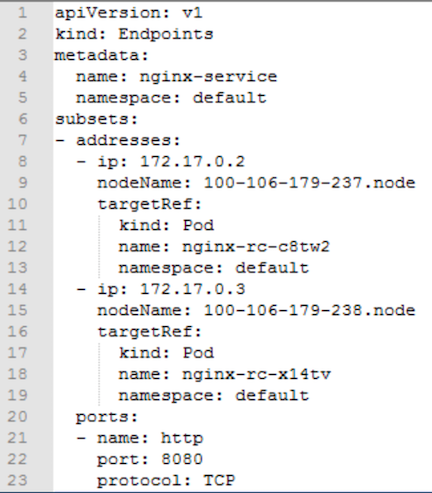 1 apiVersion: v1
2 kind: Endpoints
3 metadata:
4   name: nginx-service
5   namespace: default
6 subsets:
7 - addresses:
8   - ip: 172.17.0.2
9     nodeName: 100-106-179-237.node
10     targetRef:
11       kind: Pod
12       name: nginx-rc-c8tw2
13       namespace: default
14   - ip: 172.17.0.3
15     nodeName: 100-106-179-238.node
16     targetRef:
17       kind: Pod
18       name: nginx-rc-x14tv
19       namespace: default
20   ports:
21   - name: http
22     port: 8080
23     protocol: TCP